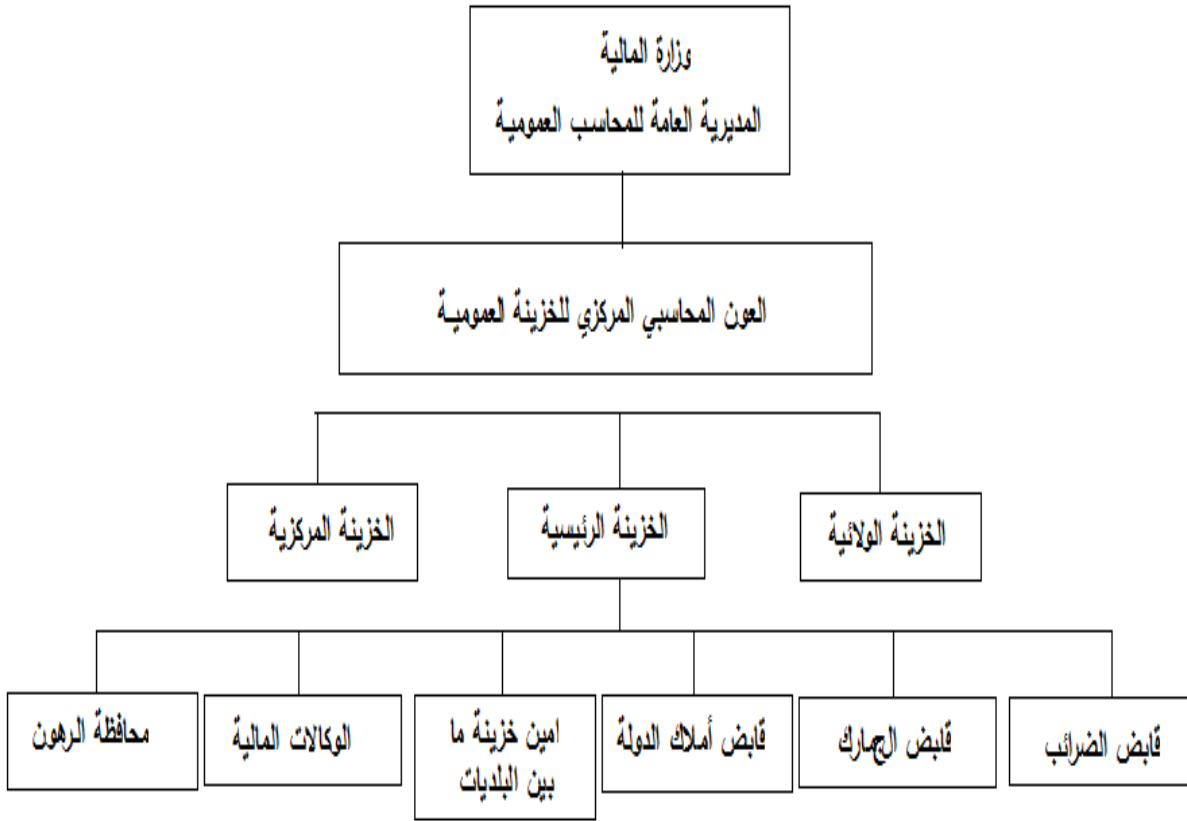 وزارة المالية
المديرية العامة للمحاسب العمومية
العون المحاسبي المركزي للخزينة العمومية
الخزينة الولائية
الخزينة الرئيسية
الخزينة المركزية
قابض الضرائب
قابض الجمارك
قابض أملاك الدولة
امين خزينة ما
بين البلديات
الوكالات المالية
محافظة الرهون